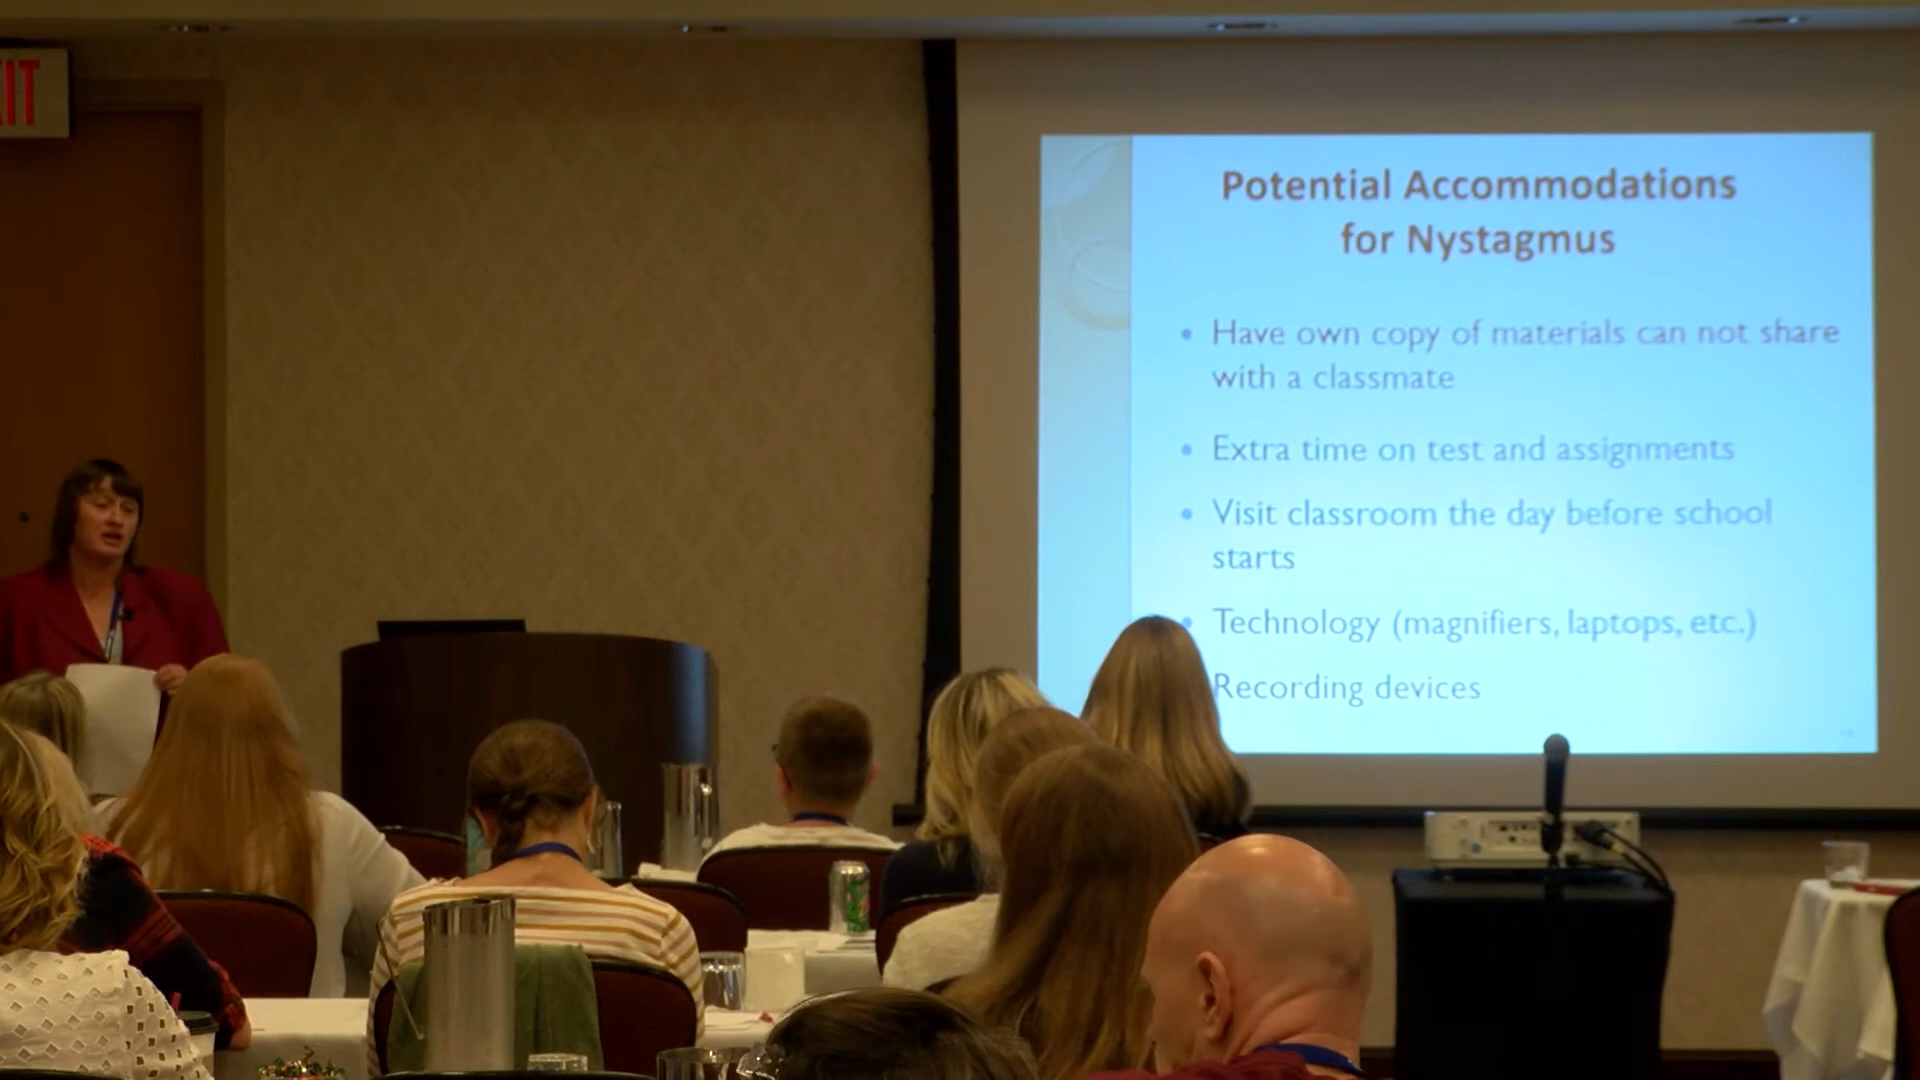 XIT
Potential Accommodations
for Nystagmus
• Have own copy of materials can not share
with a classmate
• Extra time on test and assignments
• Visit classroom the day before school
starts
• Technology (magnifiers, laptops, etc.)
Recording devices